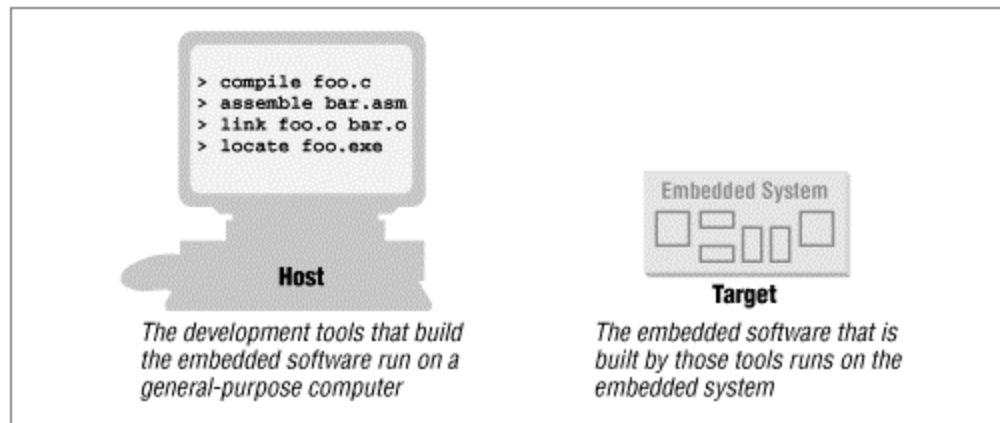 > compile foo.c
> assemble bar.asm
> link foo.o bar.o
> locate foo.exe
Host
The development tools that build
the embedded software run on a
general-purpose computer
Embedded System
Target
The embedded software that is
built by those tools runs on the
embedded system